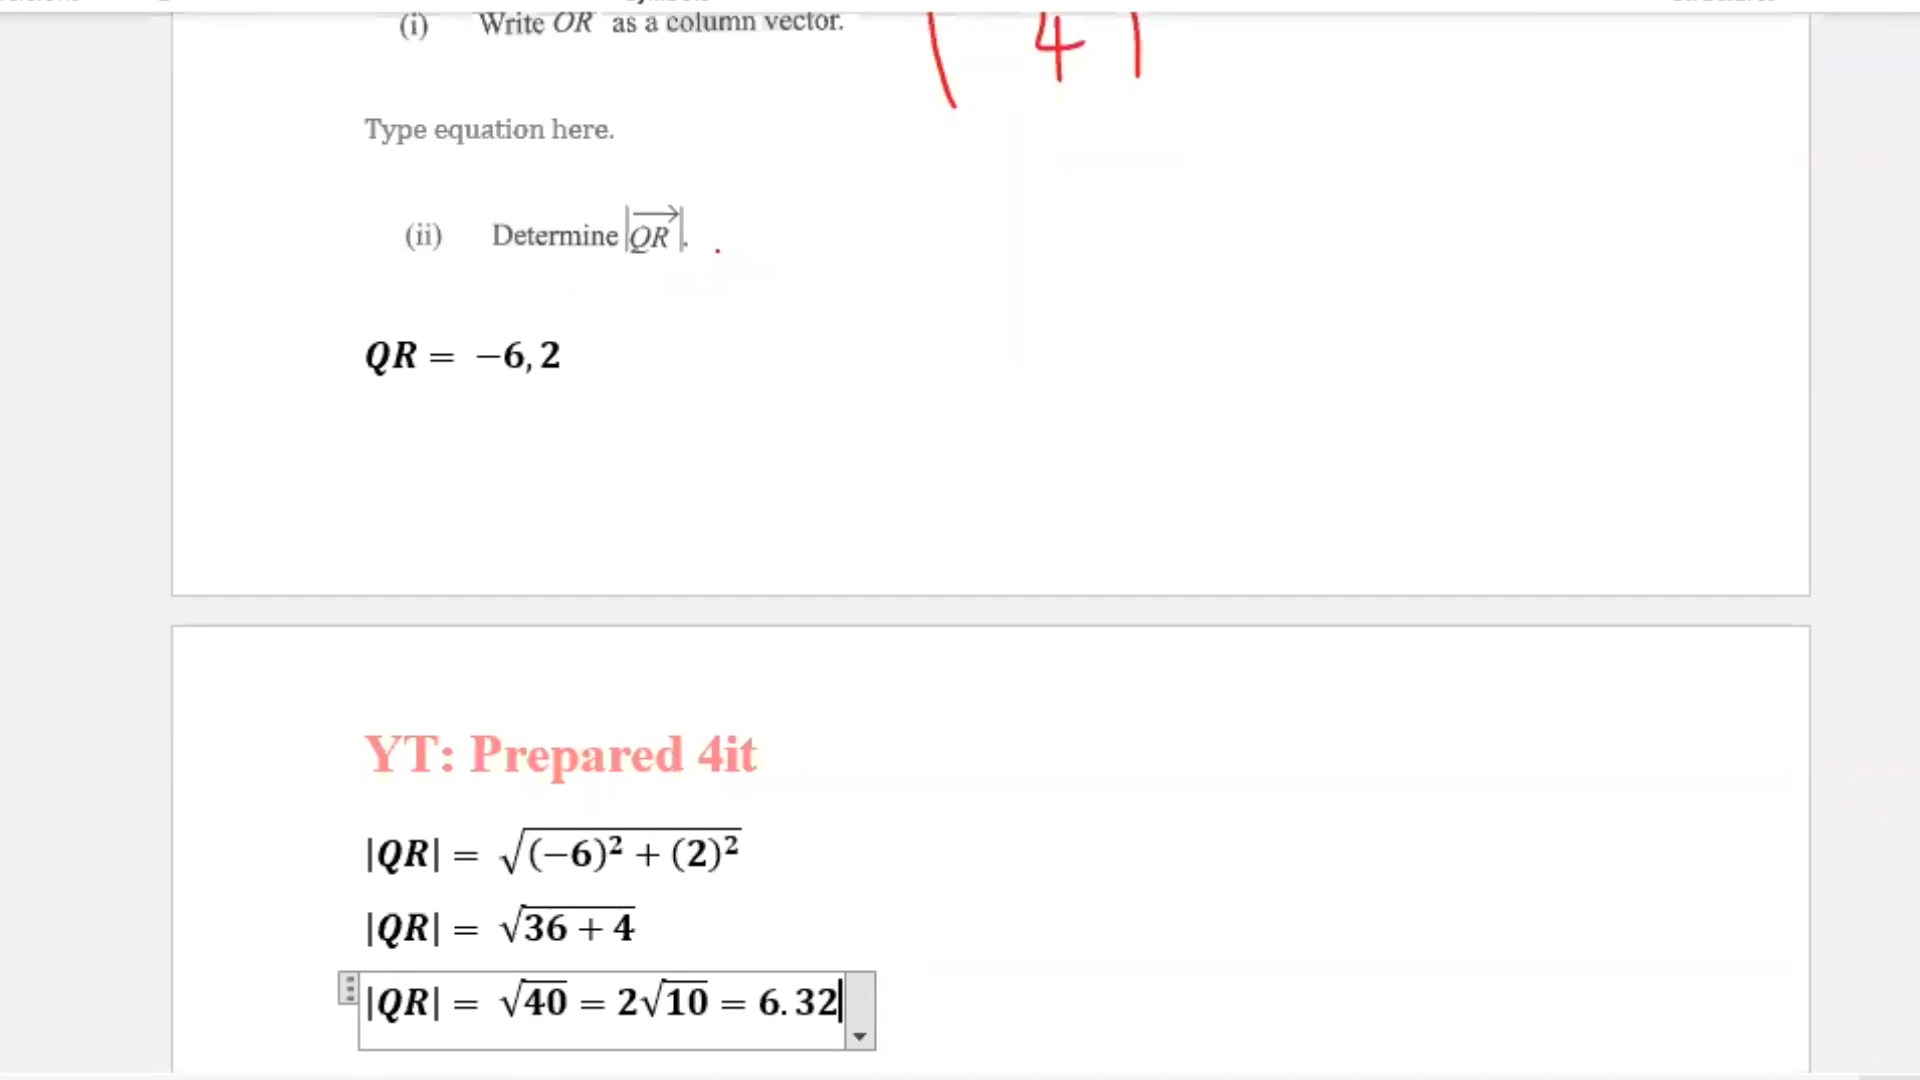 (i) Write OR as a column vector.
4
Type equation here.
(ii) Determine |\overrightarrow{QR}|.
QR = −6, 2
YT: Prepared 4it
|QR| = √(−6)² + (2)²
|QR| = √36 + 4
|QR| = √40 = 2√10 = 6.32